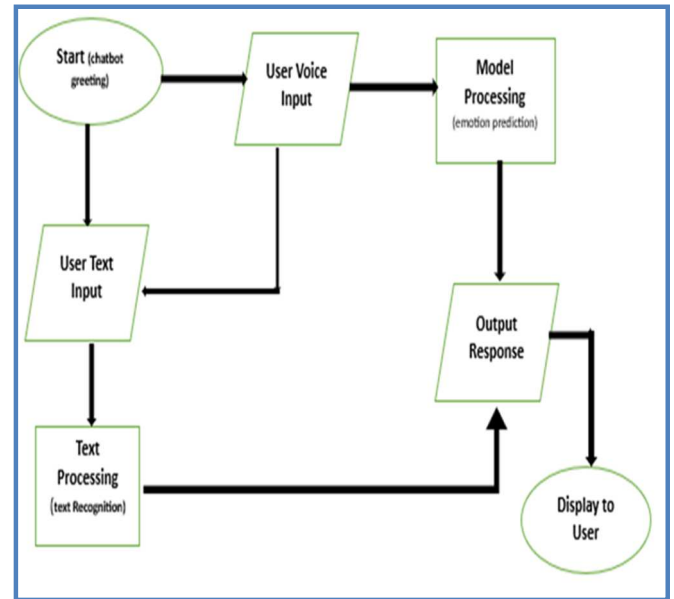 Start (chatbot
greeting)
User Voice
Input
Model
Processing
(emotion prediction)
User Text
Input
Output
Response
Text
Processing
(text Recognition)
Display to
User